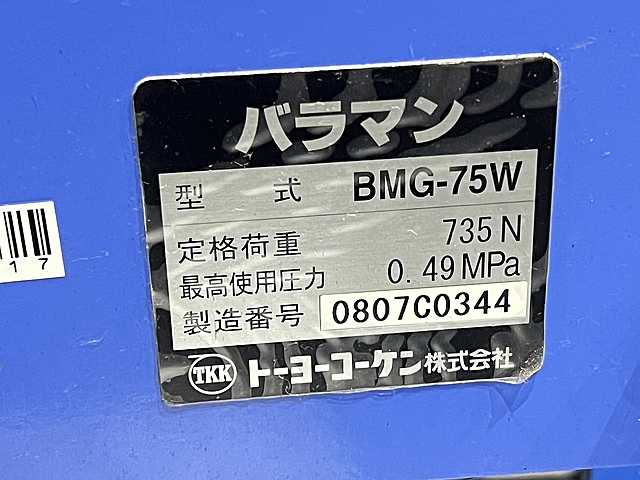 バラマン
型 式 BMG-75W
定格荷重 735 N
最高使用圧力 0.49 MPa
製造番号 0807C0344
TKK トーヨーコーケン株式会社
17